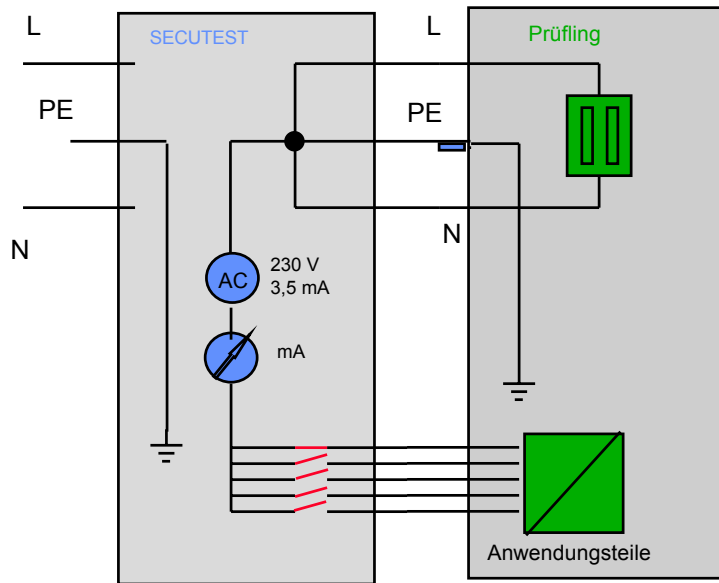 L
SECUTEST
L
Prüfling
PE
PE
N
N
AC
230 V
3,5 mA
mA
Anwendungsteile